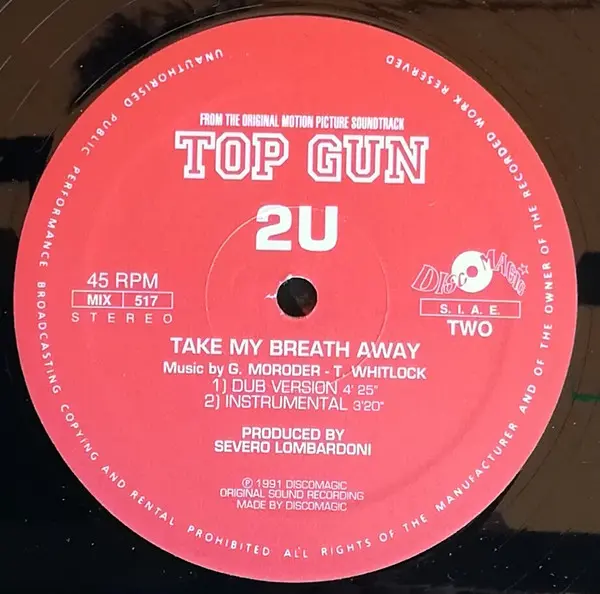 UNAUTHORISED PUBLIC PERFORMANCE BROADCASTING COPYING AND RENTAL PROHIBITED ALL RIGHTS OF THE MANUFACTURER AND OF THE OWNER OF THE RECORDED WORK RESERVED
FROM THE ORIGINAL MOTION PICTURE SOUNDTRACK
TOP GUN
2U
45 RPM
MIX 517
STEREO
DISCOMAGIC
S. I. A. E.
TWO
TAKE MY BREATH AWAY
Music by G. MORODER - T. WHITLOCK
1) DUB VERSION 4' 25"
2) INSTRUMENTAL 3'20"
PRODUCED BY
SEVERO LOMBARDONI
℗ 1991 DISCOMAGIC
ORIGINAL SOUND RECORDING
MADE BY DISCOMAGIC